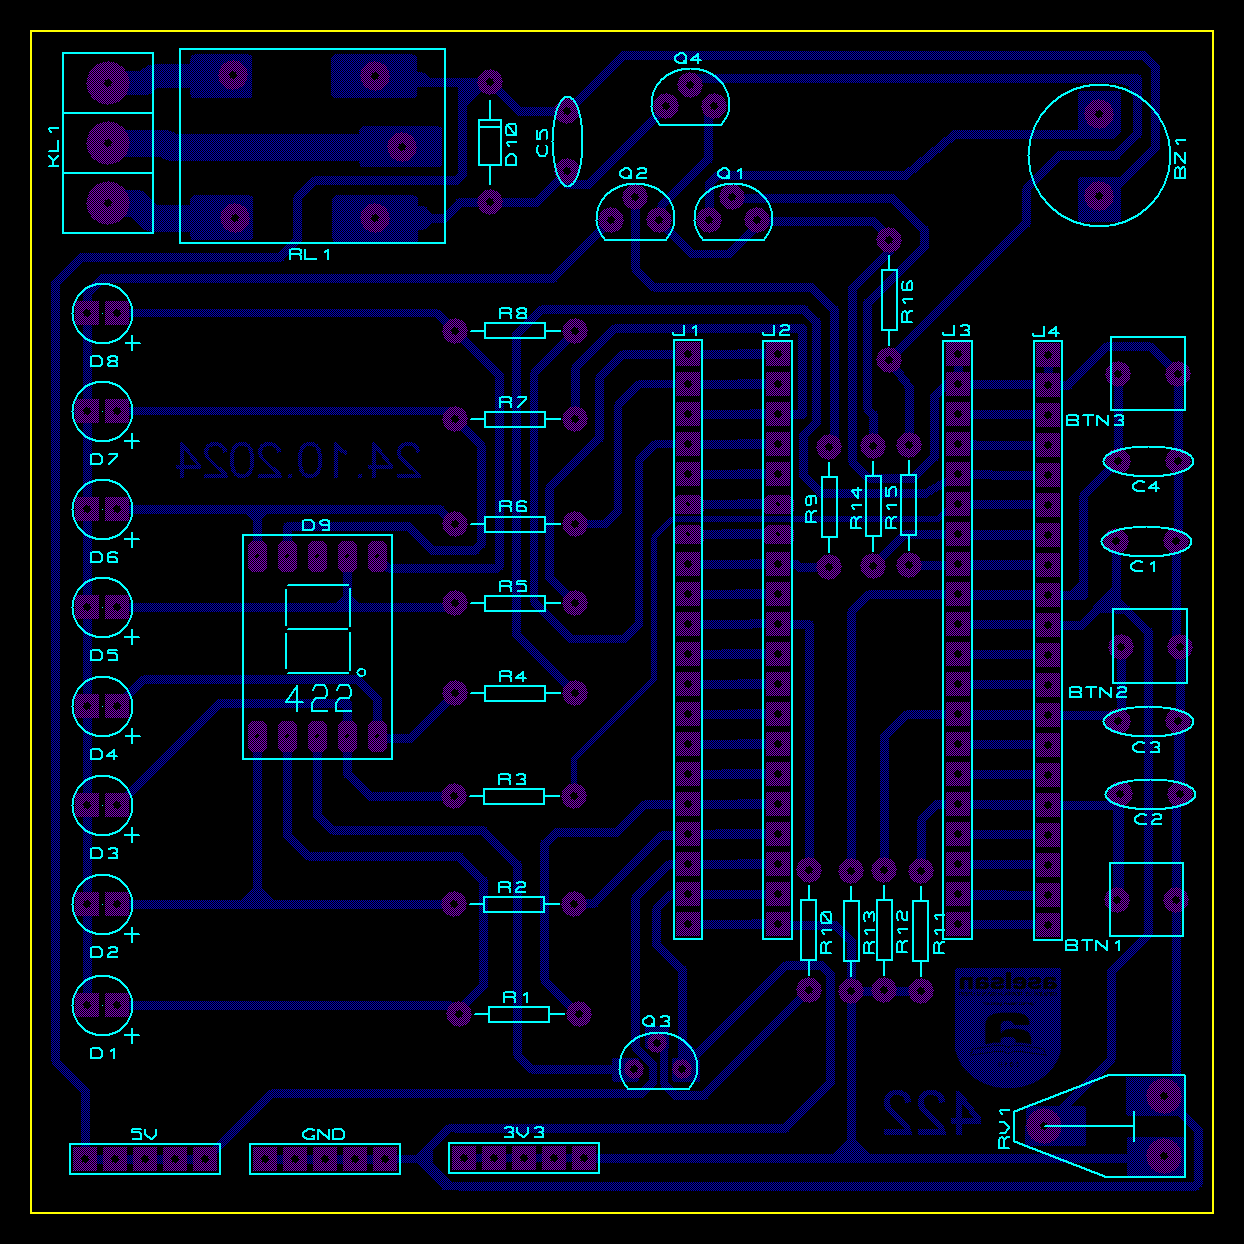 Q4
KL1
D10
C5
BZ1
Q2 Q1
RL1
R16
R8
J1 J2 J3 J4
D8
R7
BTN3
D7
24.10.2024
C4
R6
R9 R14 R15
D9
D6
C1
R5
D5
R4
422
BTN2
D4
C3
R3
C2
D3
R2
R10 R13 R12 R11
BTN1
D2
aselsan
a
R1
Q3
D1
422
RV1
5V GND 3V3